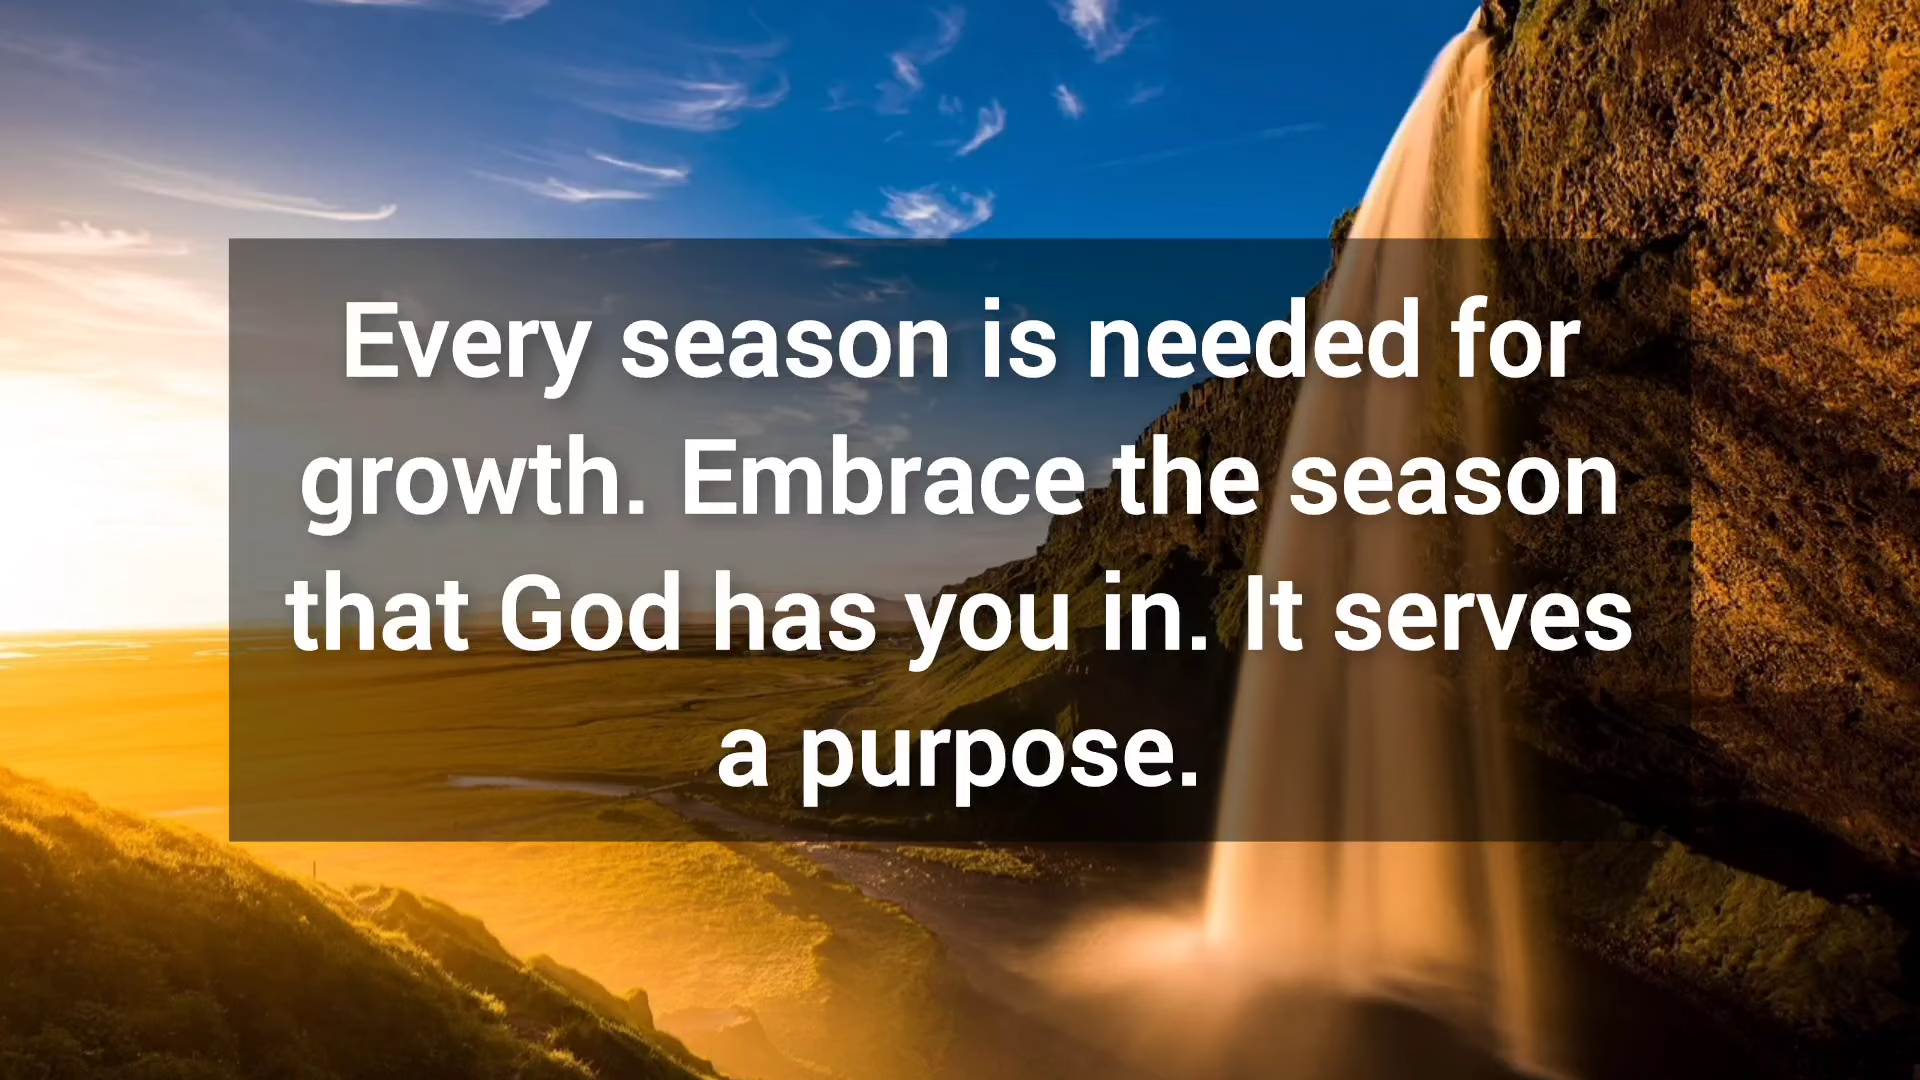 Every season is needed for
growth. Embrace the season
that God has you in. It serves
a purpose.